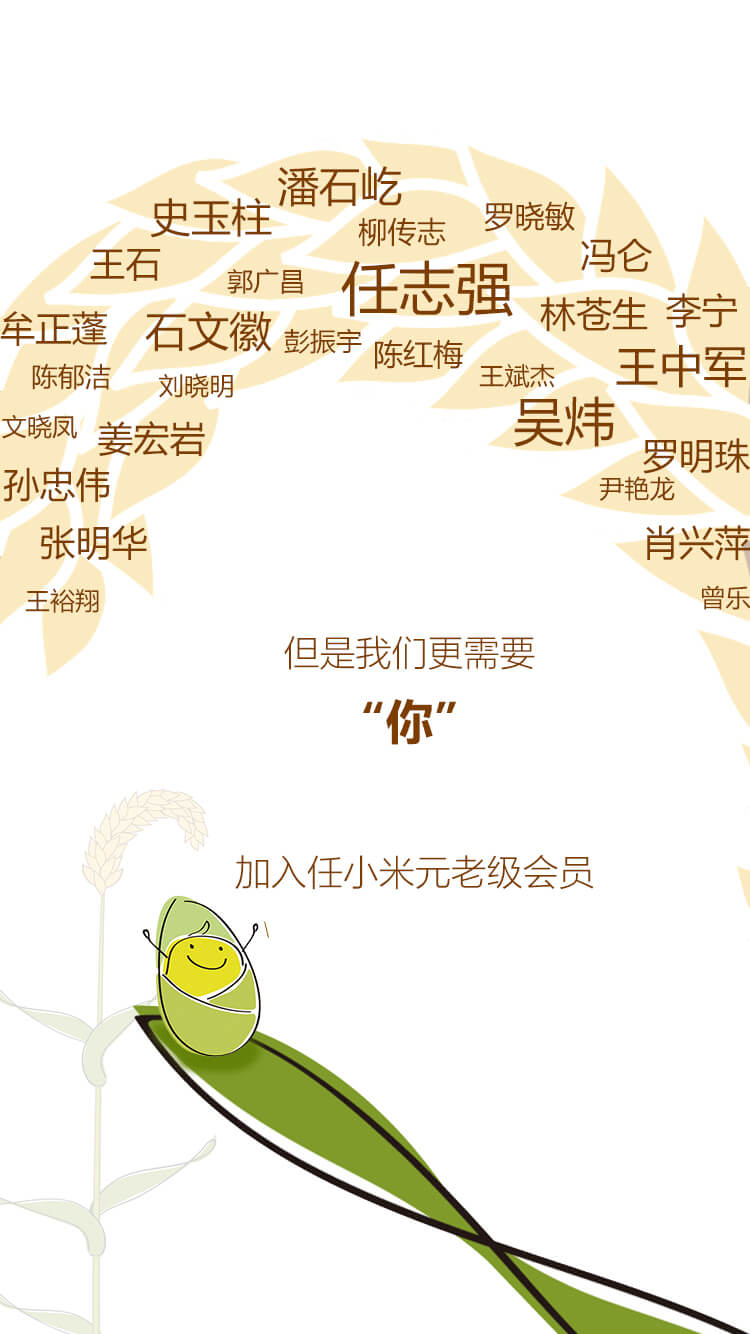 潘石屹
史玉柱
罗晓敏
柳传志
王石
冯仑
郭广昌
任志强
林苍生
李宁
牟正蓬
石文徽
彭振宇
陈红梅
王中军
陈郁洁
刘晓明
王斌杰
吴炜
文晓凤
姜宏岩
罗明珠
孙忠伟
尹艳龙
张明华
肖兴萍
王裕翔
曾乐
但是我们更需要
“你”
加入任小米元老级会员